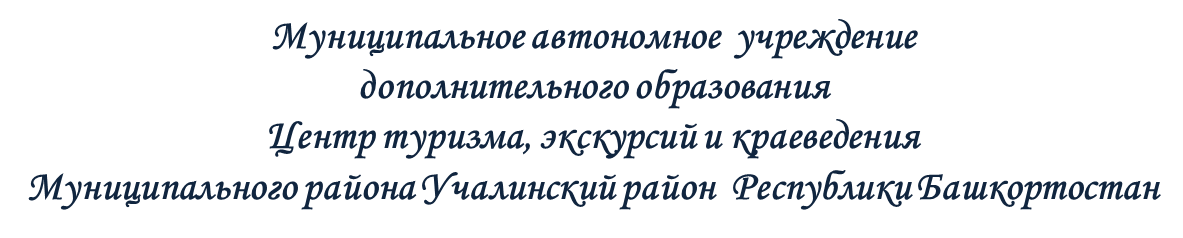 Муниципальное автономное учреждение
дополнительного образования
Центр туризма, экскурсий и краеведения
Муниципального района Учалинский район Республики Башкортостан